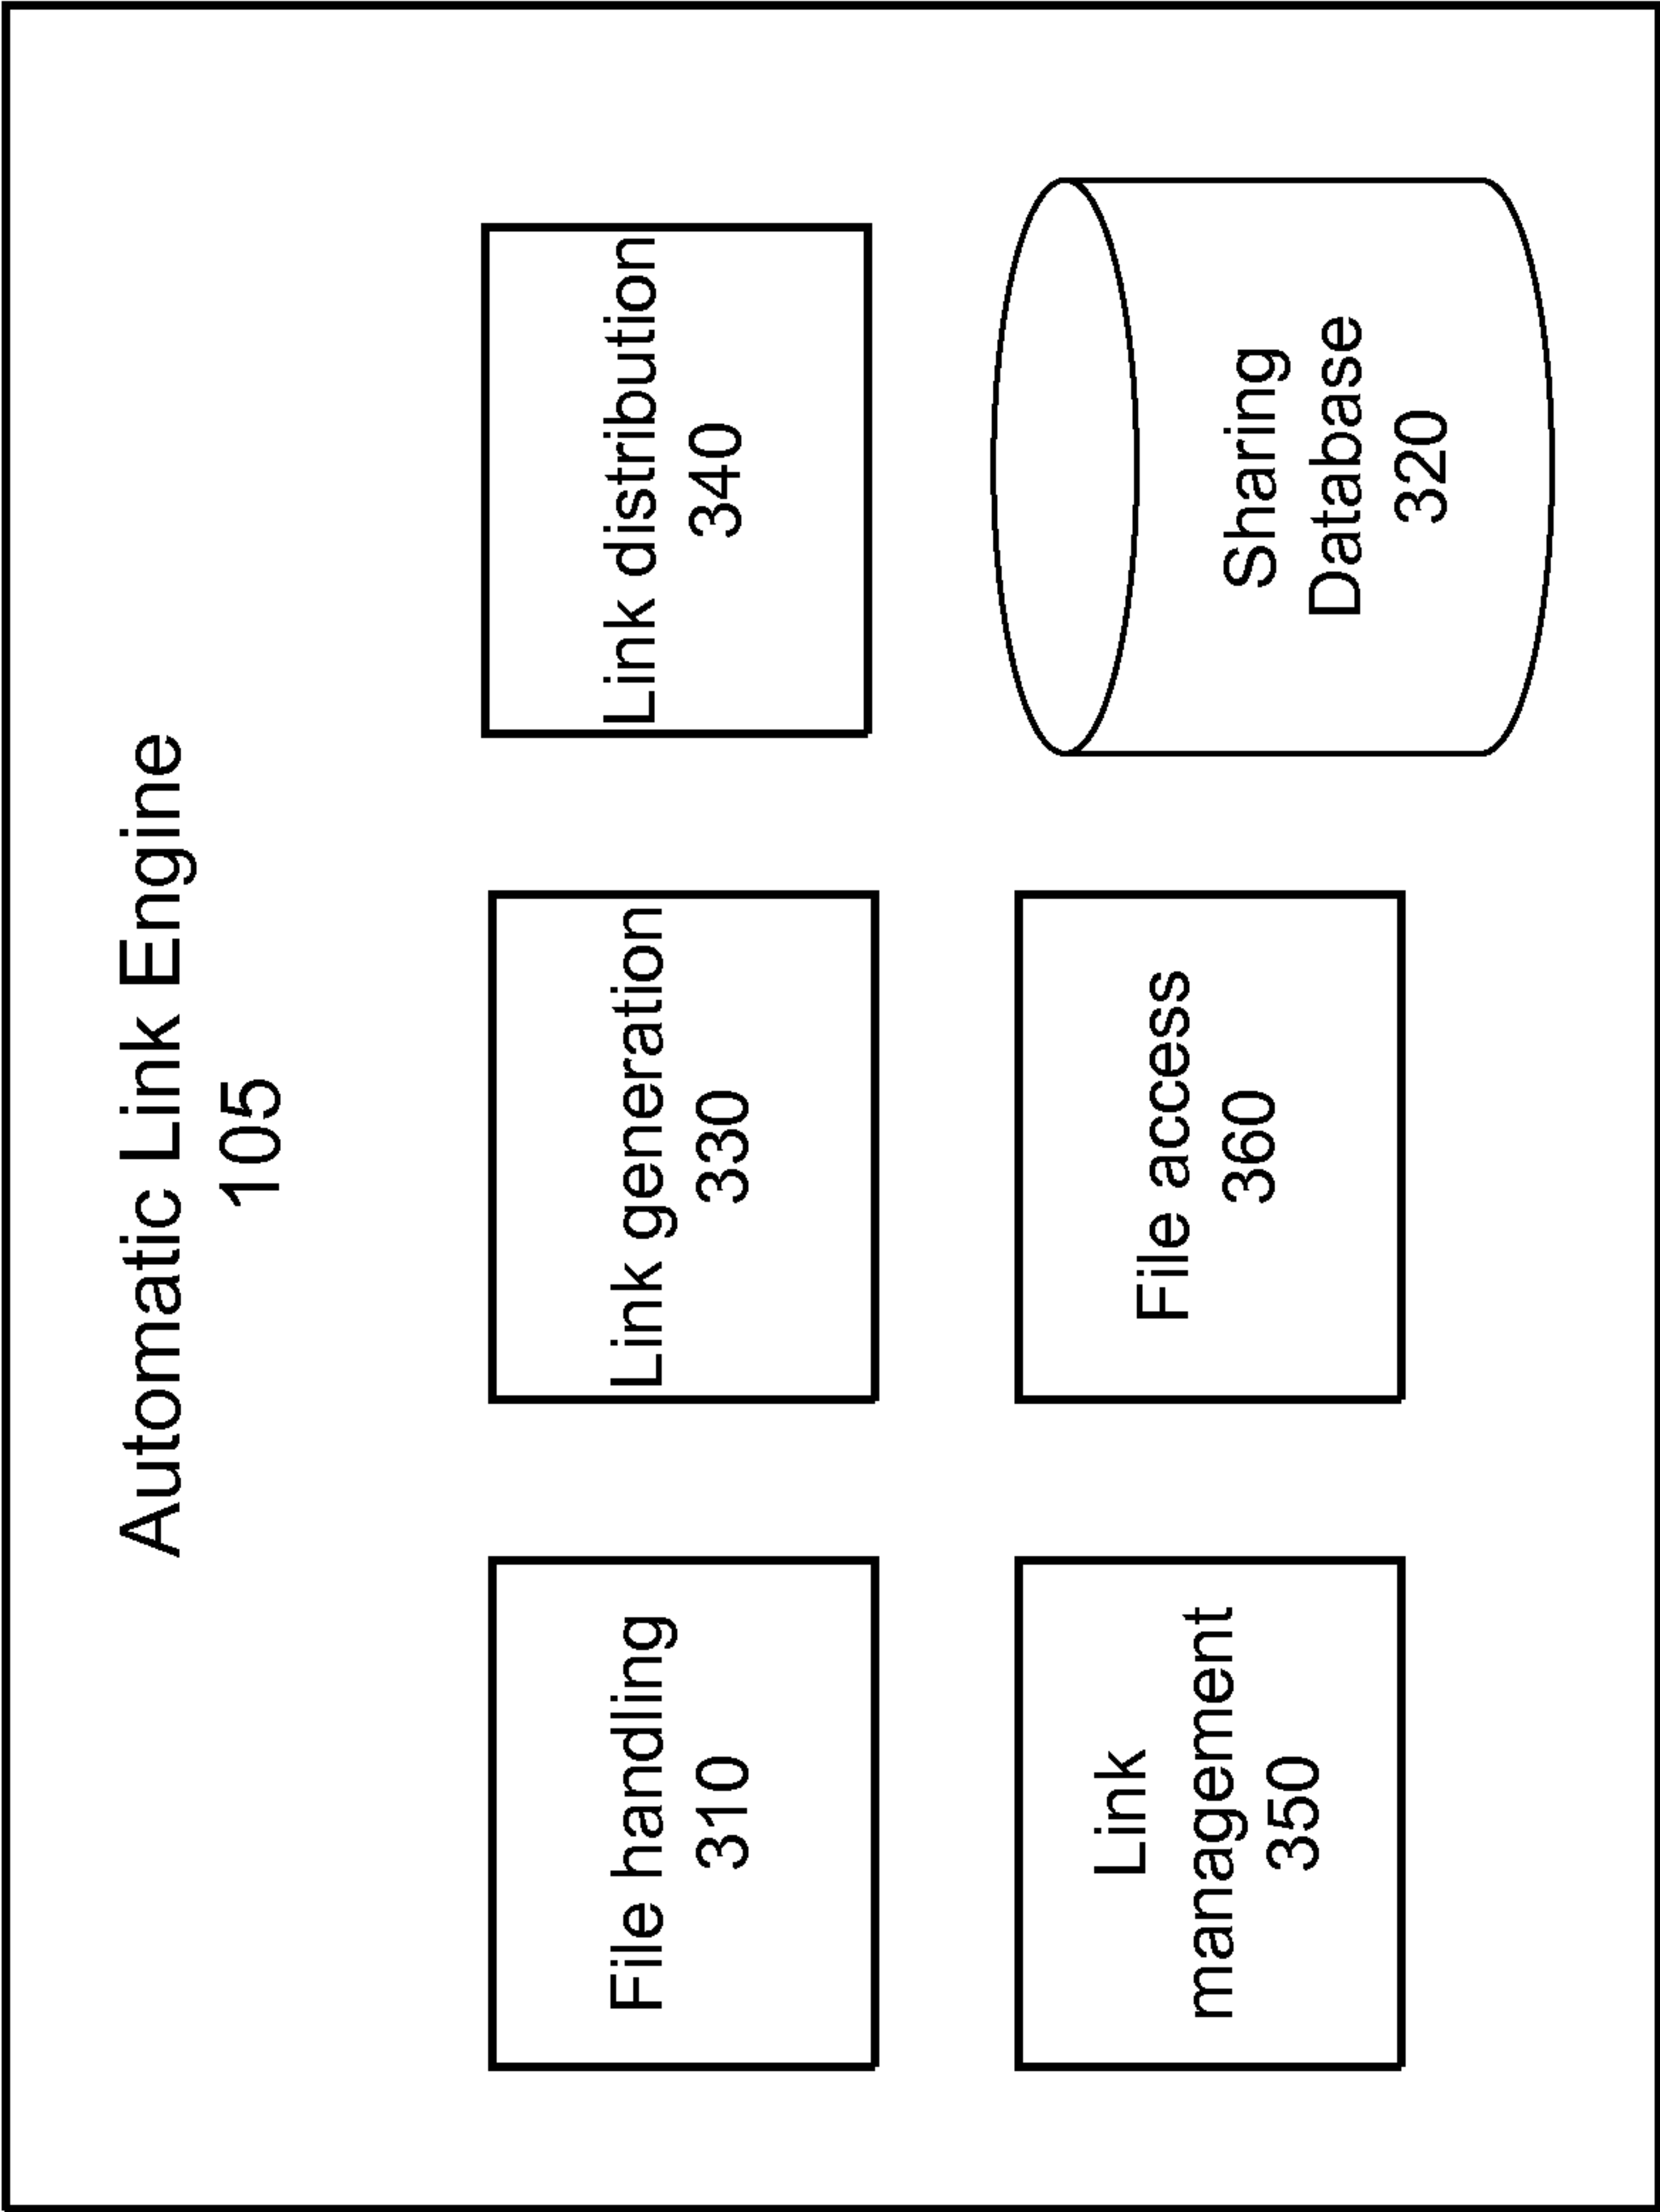 Automatic Link Engine
105
File handling
310
Link generation
330
Link distribution
340
Link
management
350
File access
360
Sharing
Database
320